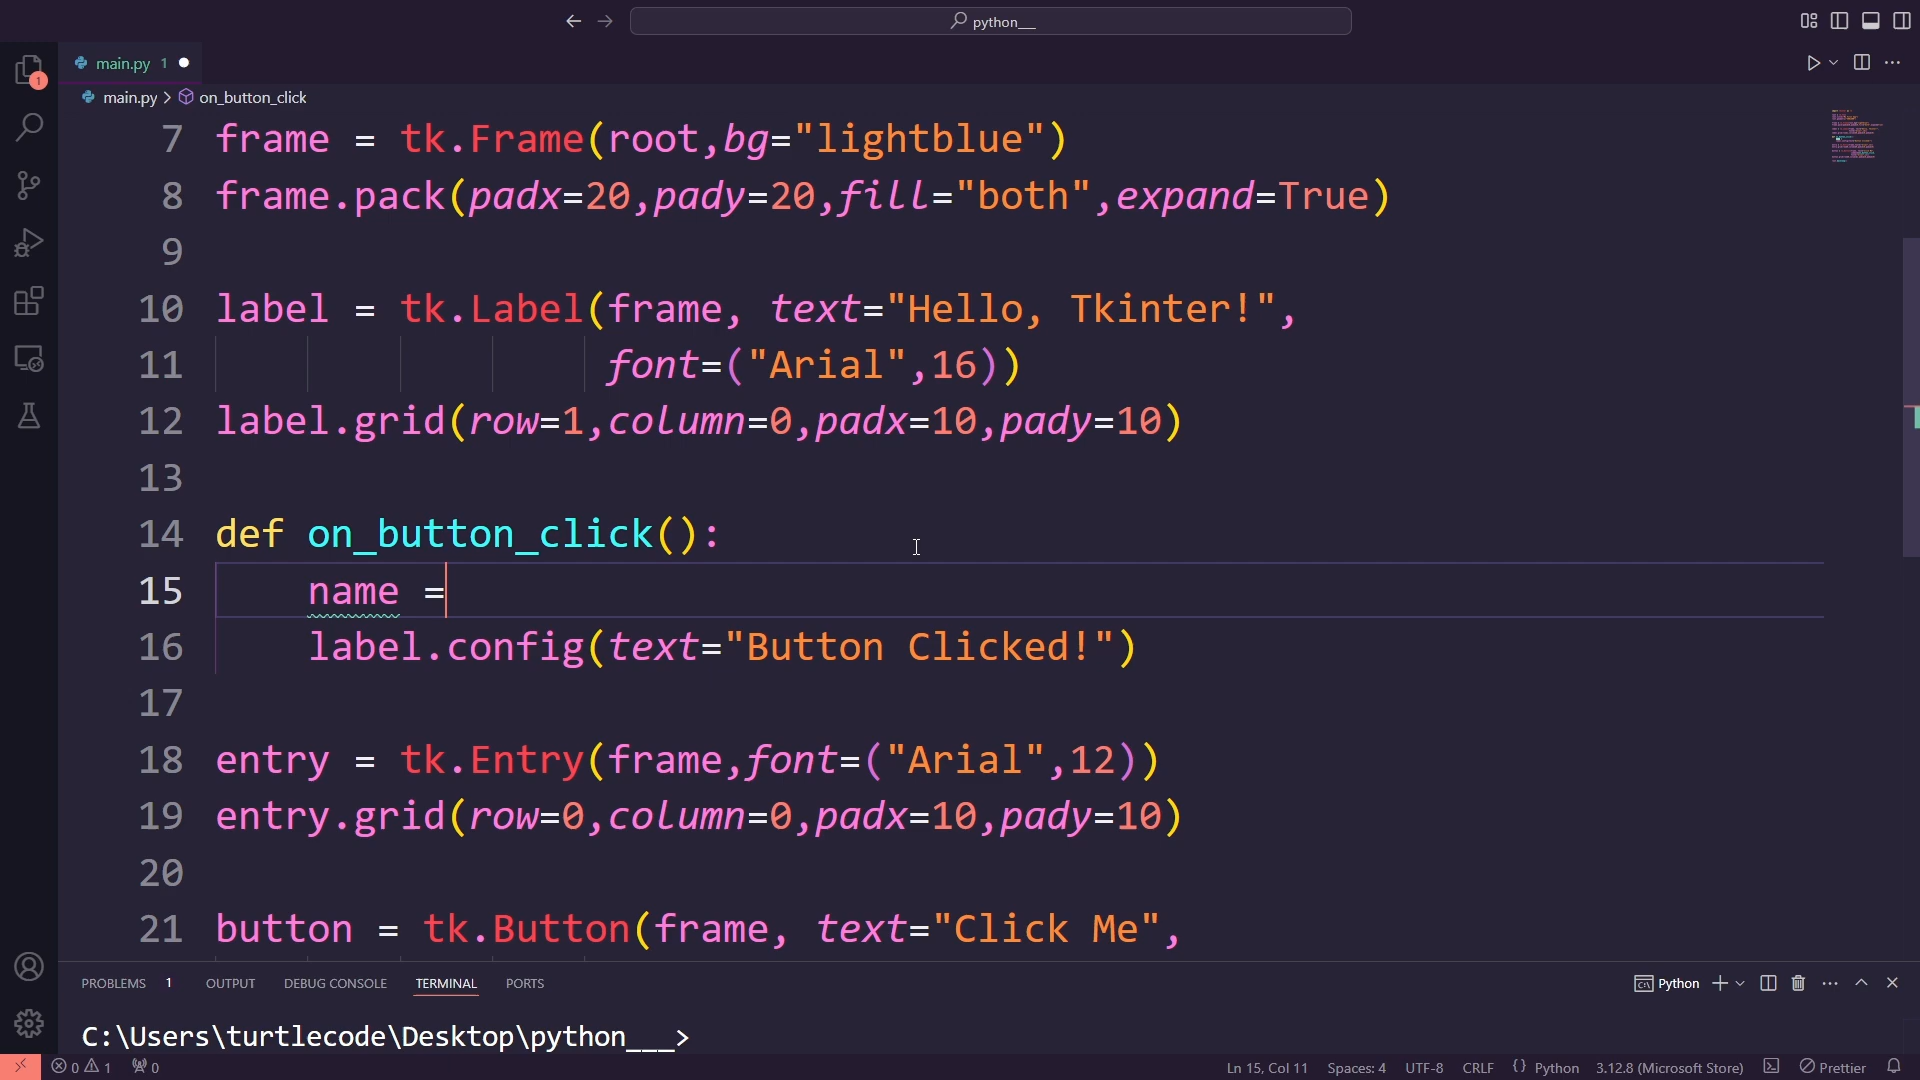 python___
main.py 1
main.py > on_button_click
1
7 frame = tk.Frame(root,bg="lightblue")
8 frame.pack(padx=20,pady=20,fill="both",expand=True)
9
10 label = tk.Label(frame, text="Hello, Tkinter!",
11 font=("Arial",16))
12 label.grid(row=1,column=0,padx=10,pady=10)
13
14 def on_button_click():
15 name =
16 label.config(text="Button Clicked!")
17
18 entry = tk.Entry(frame,font=("Arial",12))
19 entry.grid(row=0,column=0,padx=10,pady=10)
20
21 button = tk.Button(frame, text="Click Me",
PROBLEMS 1 OUTPUT DEBUG CONSOLE TERMINAL PORTS Python
C:\Users\turtlecode\Desktop\python___>
0 1 0 Ln 15, Col 11 Spaces: 4 UTF-8 CRLF {} Python 3.12.8 (Microsoft Store) Prettier